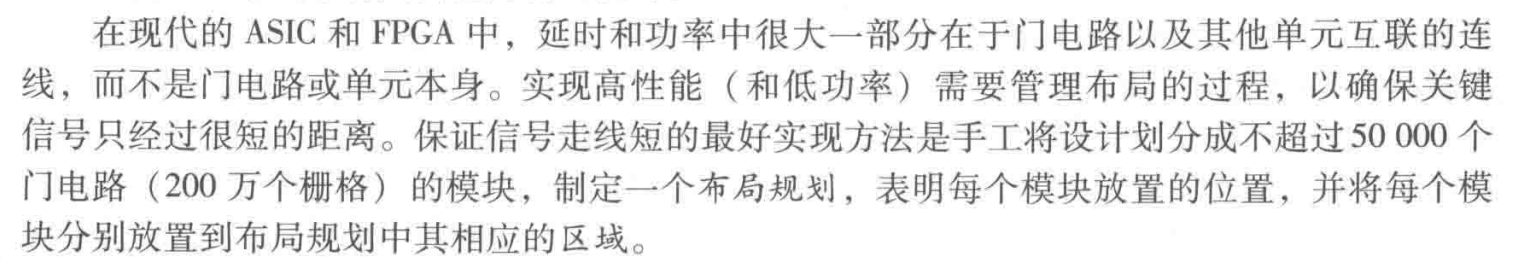 在现代的 ASIC 和 FPGA 中，延时和功率中很大一部分在于门电路以及其他单元互联的连
线，而不是门电路或单元本身。实现高性能（和低功率）需要管理布局的过程，以确保关键
信号只经过很短的距离。保证信号走线短的最好实现方法是手工将设计划分成不超过 50 000 个
门电路（200 万个栅格）的模块，制定一个布局规划，表明每个模块放置的位置，并将每个模
块分别放置到布局规划中其相应的区域。